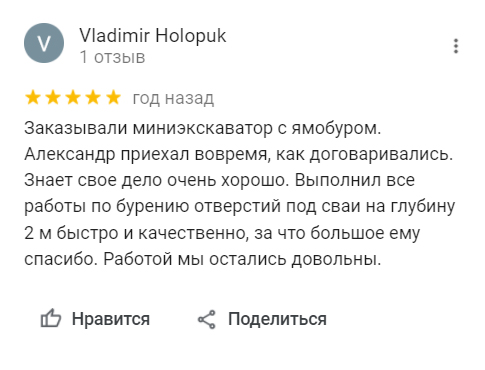 V
Vladimir Holopuk
1 отзыв
год назад
Заказывали миниэкскаватор с ямобуром.
Александр приехал вовремя, как договаривались.
Знает свое дело очень хорошо. Выполнил все
работы по бурению отверстий под сваи на глубину
2 м быстро и качественно, за что большое ему
спасибо. Работой мы остались довольны.
Нравится Поделиться